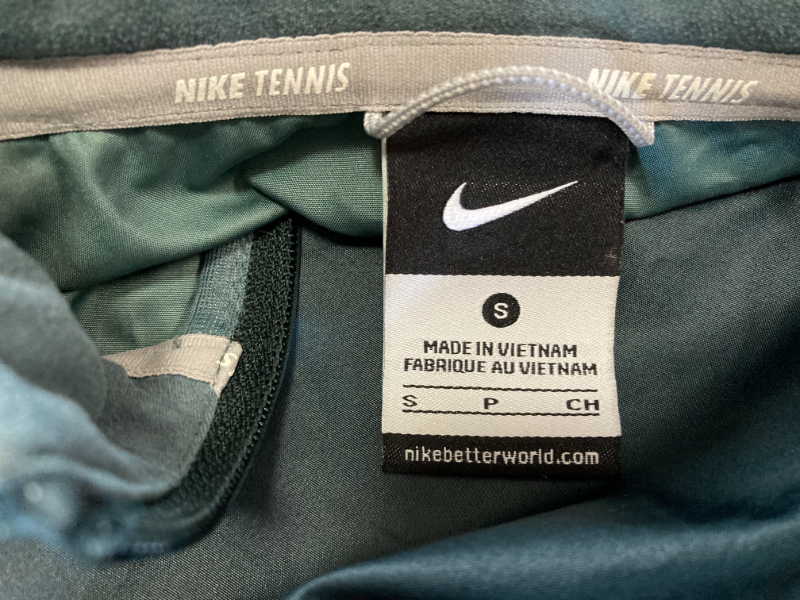 NIKE TENNIS NIKE TENNIS
S
MADE IN VIETNAM
FABRIQUE AU VIETNAM
S P CH
nikebetterworld.com